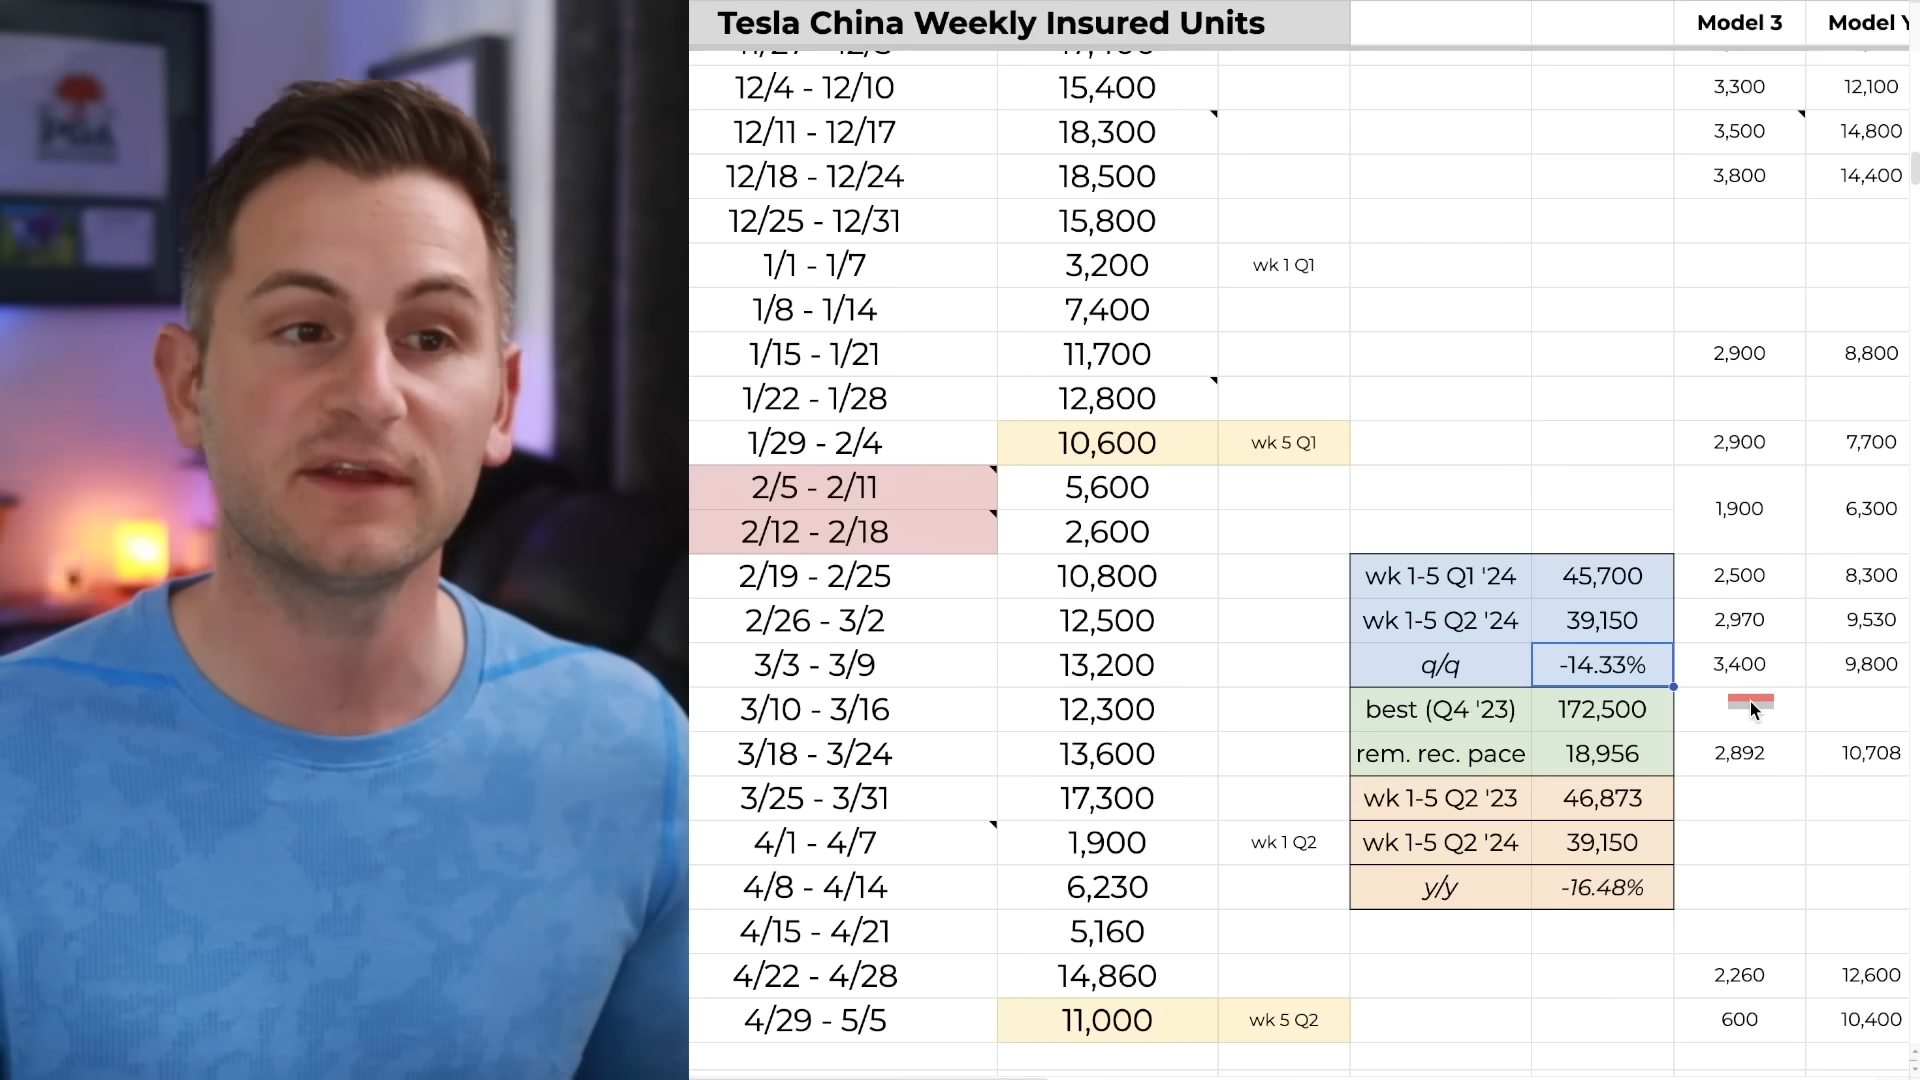 PGA
Tesla China Weekly Insured Units Model 3 Model Y
12/4 - 12/10 15,400 3,300 12,100
12/11 - 12/17 18,300 3,500 14,800
12/18 - 12/24 18,500 3,800 14,400
12/25 - 12/31 15,800
1/1 - 1/7 3,200 wk 1 Q1
1/8 - 1/14 7,400
1/15 - 1/21 11,700 2,900 8,800
1/22 - 1/28 12,800
1/29 - 2/4 10,600 wk 5 Q1 2,900 7,700
2/5 - 2/11 5,600
1,900 6,300
2/12 - 2/18 2,600
2/19 - 2/25 10,800 wk 1-5 Q1 '24 45,700 2,500 8,300
2/26 - 3/2 12,500 wk 1-5 Q2 '24 39,150 2,970 9,530
3/3 - 3/9 13,200 q/q -14.33% 3,400 9,800
3/10 - 3/16 12,300 best (Q4 '23) 172,500
3/18 - 3/24 13,600 rem. rec. pace 18,956 2,892 10,708
3/25 - 3/31 17,300 wk 1-5 Q2 '23 46,873
4/1 - 4/7 1,900 wk 1 Q2 wk 1-5 Q2 '24 39,150
4/8 - 4/14 6,230 y/y -16.48%
4/15 - 4/21 5,160
4/22 - 4/28 14,860 2,260 12,600
4/29 - 5/5 11,000 wk 5 Q2 600 10,400